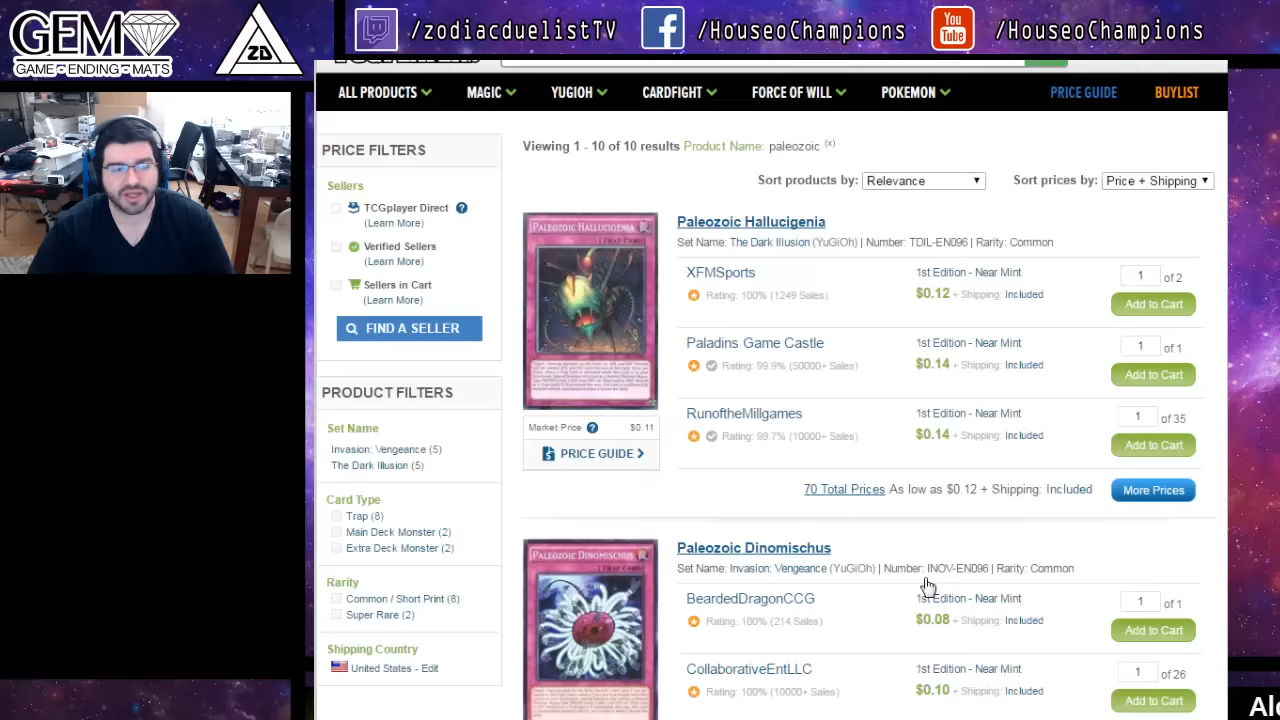 GEM
GAME-ENDING-MATS
ZD
/zodiacduelistTV
/HouseoChampions
You Tube
/HouseoChampions
ALL PRODUCTS
MAGIC
YUGIOH
CARDFIGHT
FORCE OF WILL
POKEMON
PRICE GUIDE
BUYLIST
PRICE FILTERS
Sellers
TCGplayer Direct ?
(Learn More)
Verified Sellers
(Learn More)
Sellers in Cart
(Learn More)
FIND A SELLER
PRODUCT FILTERS
Set Name
Invasion: Vengeance (5)
The Dark Illusion (5)
Card Type
Trap (8)
Main Deck Monster (2)
Extra Deck Monster (2)
Rarity
Common / Short Print (8)
Super Rare (2)
Shipping Country
United States - Edit
Viewing 1 - 10 of 10 results Product Name: paleozoic (x)
Sort products by: Relevance
Sort prices by: Price + Shipping
PALEOZOIC HALLUCIGENIA
[TRAP CARD]
Market Price ? $0.11
PRICE GUIDE
Paleozoic Hallucigenia
Set Name: The Dark Illusion (YuGiOh) | Number: TDIL-EN096 | Rarity: Common
XFMSports 1st Edition - Near Mint 1 of 2
Rating: 100% (1249 Sales) $0.12 + Shipping: Included Add to Cart
Paladins Game Castle 1st Edition - Near Mint 1 of 1
Rating: 99.9% (50000+ Sales) $0.14 + Shipping: Included Add to Cart
RunoftheMillgames 1st Edition - Near Mint 1 of 35
Rating: 99.7% (10000+ Sales) $0.14 + Shipping: Included Add to Cart
70 Total Prices As low as $0.12 + Shipping: Included More Prices
PALEOZOIC DINOMISCHUS
[TRAP CARD]
Paleozoic Dinomischus
Set Name: Invasion: Vengeance (YuGiOh) | Number: INOV-EN096 | Rarity: Common
BeardedDragonCCG 1st Edition - Near Mint 1 of 1
Rating: 100% (214 Sales) $0.08 + Shipping: Included Add to Cart
CollaborativeEntLLC 1st Edition - Near Mint 1 of 26
Rating: 100% (10000+ Sales) $0.10 + Shipping: Included Add to Cart